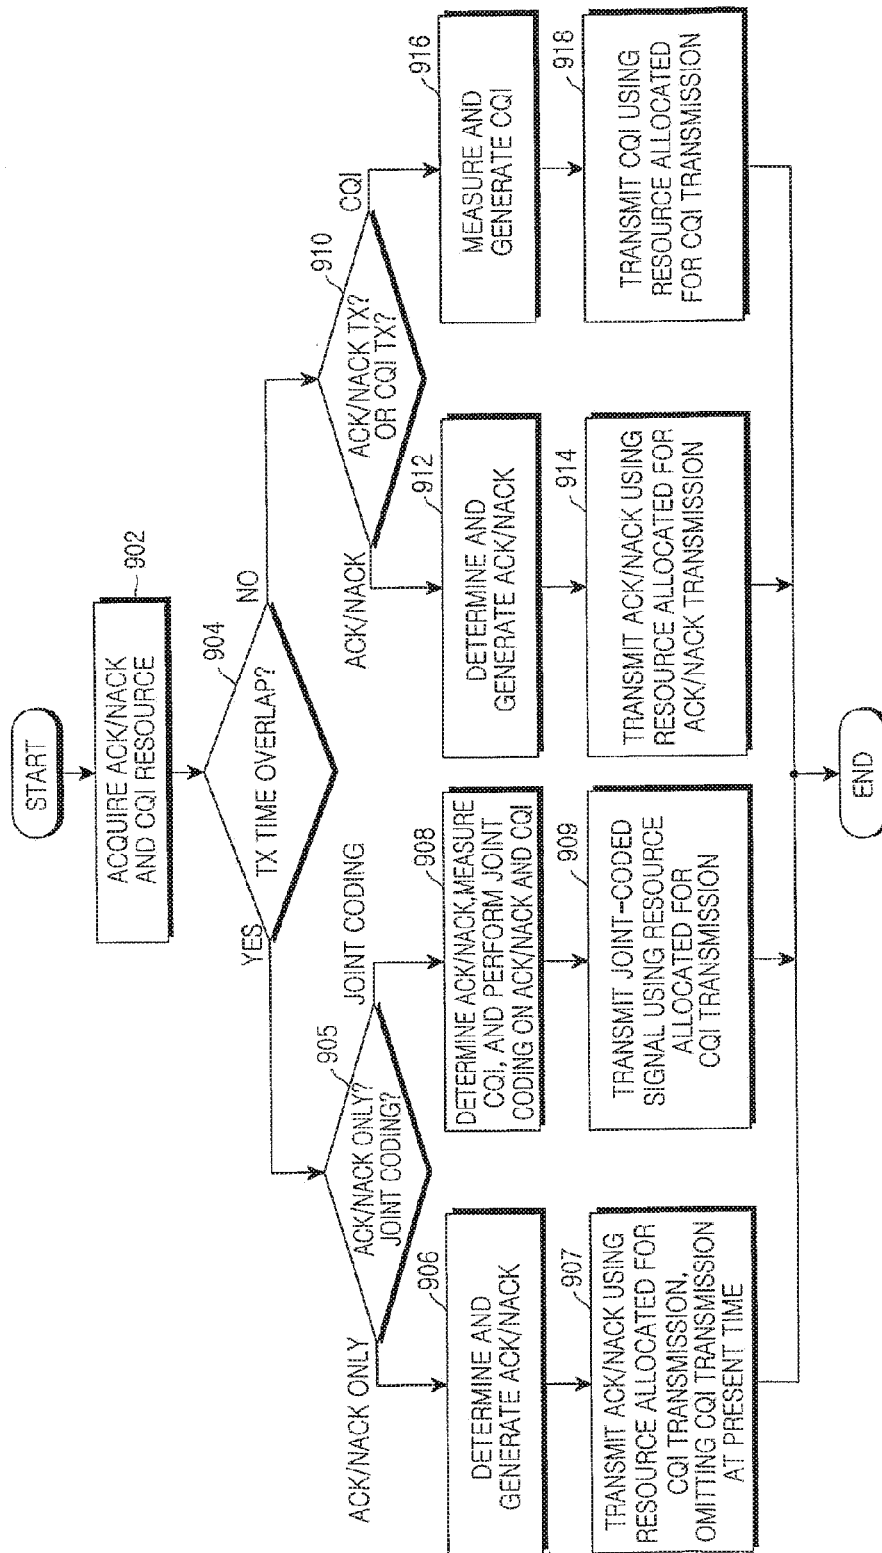 START
ACQUIRE ACK/NACK
AND CQI RESOURCE
902
TX TIME OVERLAP?
904
YES
NO
ACK/NACK ONLY?
JOINT CODING?
905
ACK/NACK ONLY
JOINT CODING
ACK/NACK TX?
OR CQI TX?
910
ACK/NACK
CQI
DETERMINE AND
GENERATE ACK/NACK
906
DETERMINE ACK/NACK,MEASURE
CQI, AND PERFORM JOINT
CODING ON ACK/NACK AND CQI
908
DETERMINE AND
GENERATE ACK/NACK
912
MEASURE AND
GENERATE CQI
916
TRANSMIT ACK/NACK USING
RESOURCE ALLOCATED FOR
CQI TRANSMISSION,
OMITTING CQI TRANSMISSION
AT PRESENT TIME
907
TRANSMIT JOINT-CODED
SIGNAL USING RESOURCE
ALLOCATED FOR
CQI TRANSMISSION
909
TRANSMIT ACK/NACK USING
RESOURCE ALLOCATED FOR
ACK/NACK TRANSMISSION
914
TRANSMIT CQI USING
RESOURCE ALLOCATED
FOR CQI TRANSMISSION
918
END